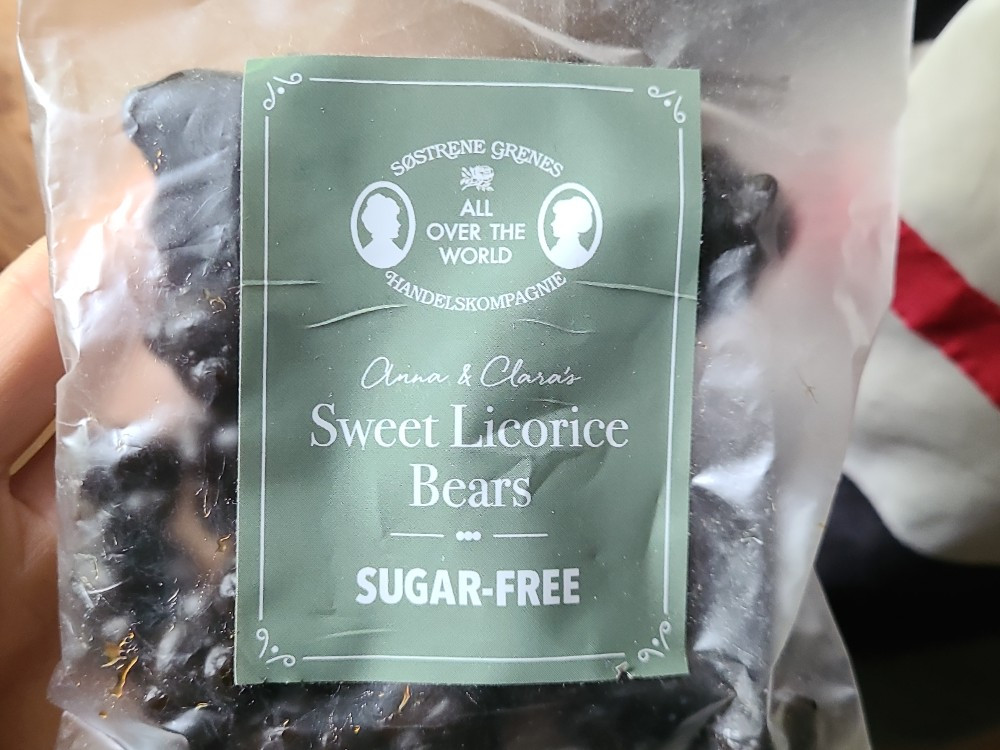 SØSTRENE GRENES
ALL
OVER THE
WORLD
HANDELSKOMPAGNIE
Anna & Clara's
Sweet Licorice
Bears
SUGAR-FREE